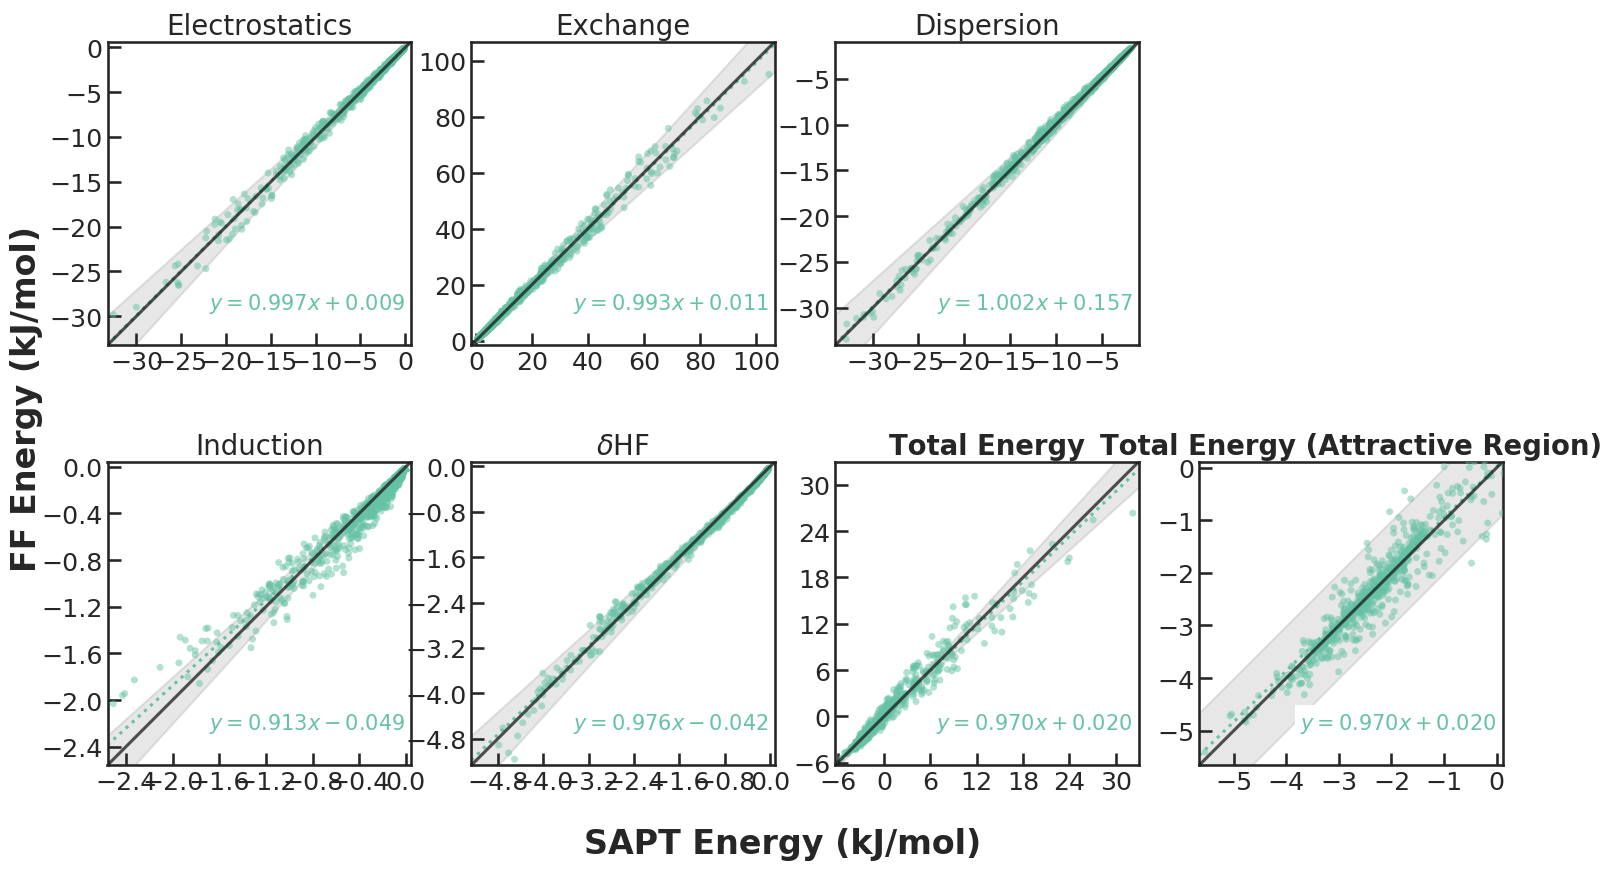 Electrostatics
0
−5
−10
−15
−20
−25
−30
y = 0.997x + 0.009
−30 −25 −20 −15 −10 −5 0
Exchange
100
80
60
40
20
0
y = 0.993x + 0.011
0 20 40 60 80 100
Dispersion
−5
−10
−15
−20
−25
−30
y = 1.002x + 0.157
−30 −25 −20 −15 −10 −5
FF Energy (kJ/mol)
Induction
0.0
−0.4
−0.8
−1.2
−1.6
−2.0
−2.4
y = 0.913x − 0.049
−2.4 −2.0 −1.6 −1.2 −0.8 −0.4 0.0
δHF
0.0
−0.8
−1.6
−2.4
−3.2
−4.0
−4.8
y = 0.976x − 0.042
−4.8 −4.0 −3.2 −2.4 −1.6 −0.8 0.0
Total Energy
30
24
18
12
6
0
−6
y = 0.970x + 0.020
−6 0 6 12 18 24 30
Total Energy (Attractive Region)
0
−1
−2
−3
−4
−5
y = 0.970x + 0.020
−5 −4 −3 −2 −1 0
SAPT Energy (kJ/mol)